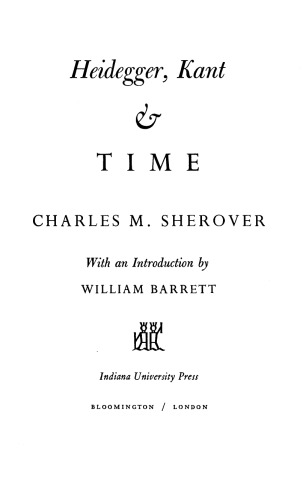 Heidegger, Kant
&
TIME
CHARLES M. SHEROVER
With an Introduction by
WILLIAM BARRETT
Indiana University Press
BLOOMINGTON / LONDON